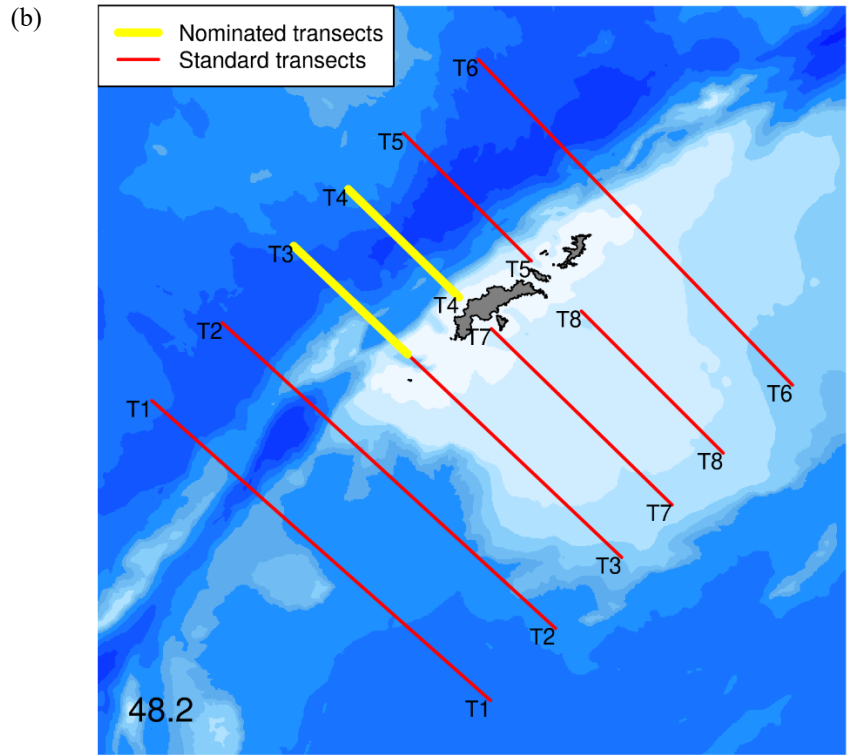 (b)
Nominated transects
Standard transects
T6
T5
T4
T3
T5
T4
T8
T2
T7
T6
T1
T8
T7
T3
T2
T1
48.2